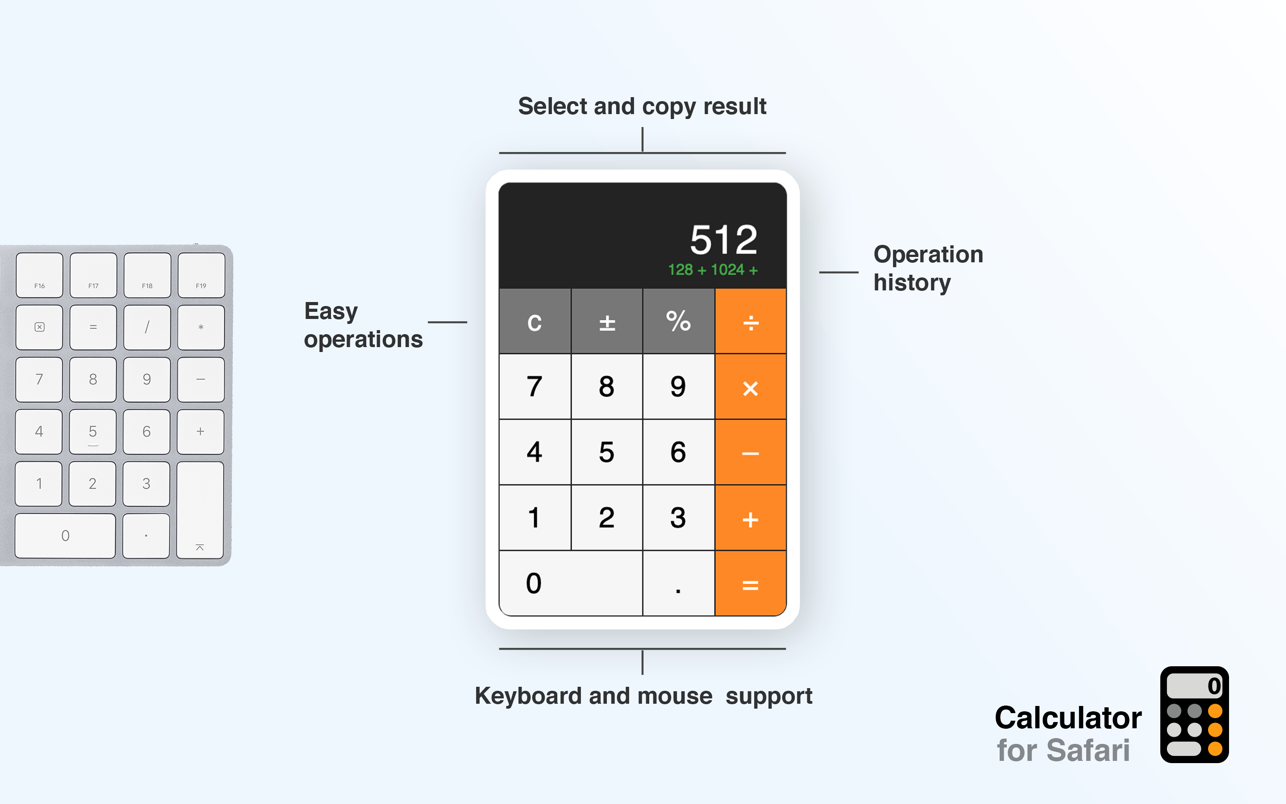 Select and copy result
512
128 + 1024 +
Operation
history
Easy
operations
C ± % ÷
7 8 9 ×
4 5 6 −
1 2 3 +
0 . =
F16 F17 F18 F19
= / *
7 8 9 −
4 5 6 +
1 2 3
0 .
Keyboard and mouse support
0
Calculator
for Safari